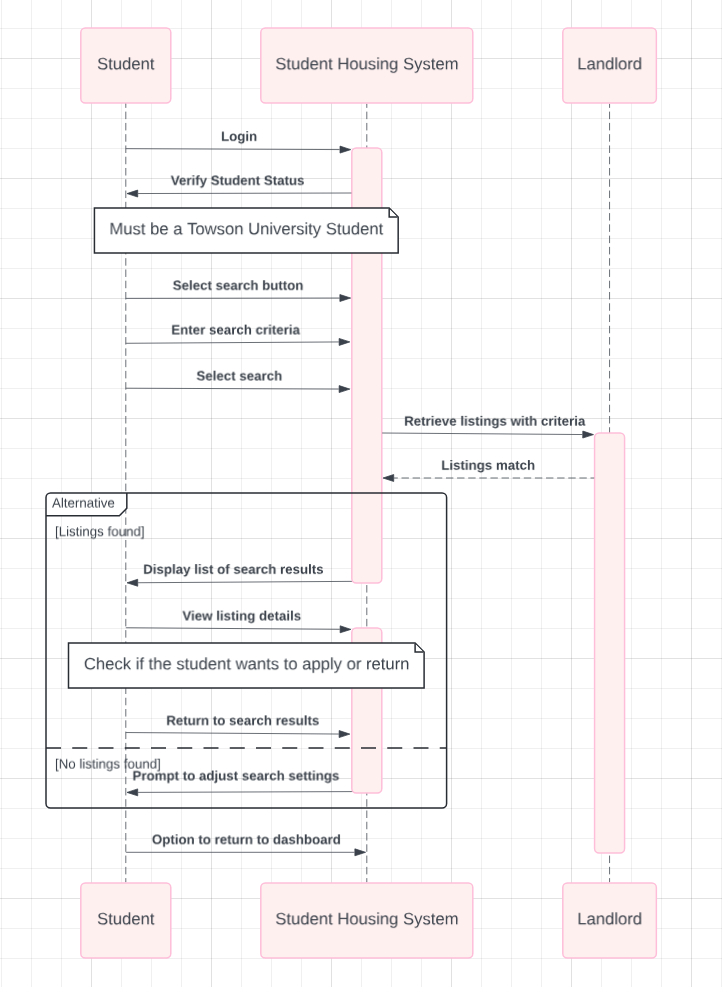 Student
Student Housing System
Landlord
Login
Verify Student Status
Must be a Towson University Student
Select search button
Enter search criteria
Select search
Retrieve listings with criteria
Listings match
Alternative
[Listings found]
Display list of search results
View listing details
Check if the student wants to apply or return
Return to search results
[No listings found]
Prompt to adjust search settings
Option to return to dashboard
Student
Student Housing System
Landlord